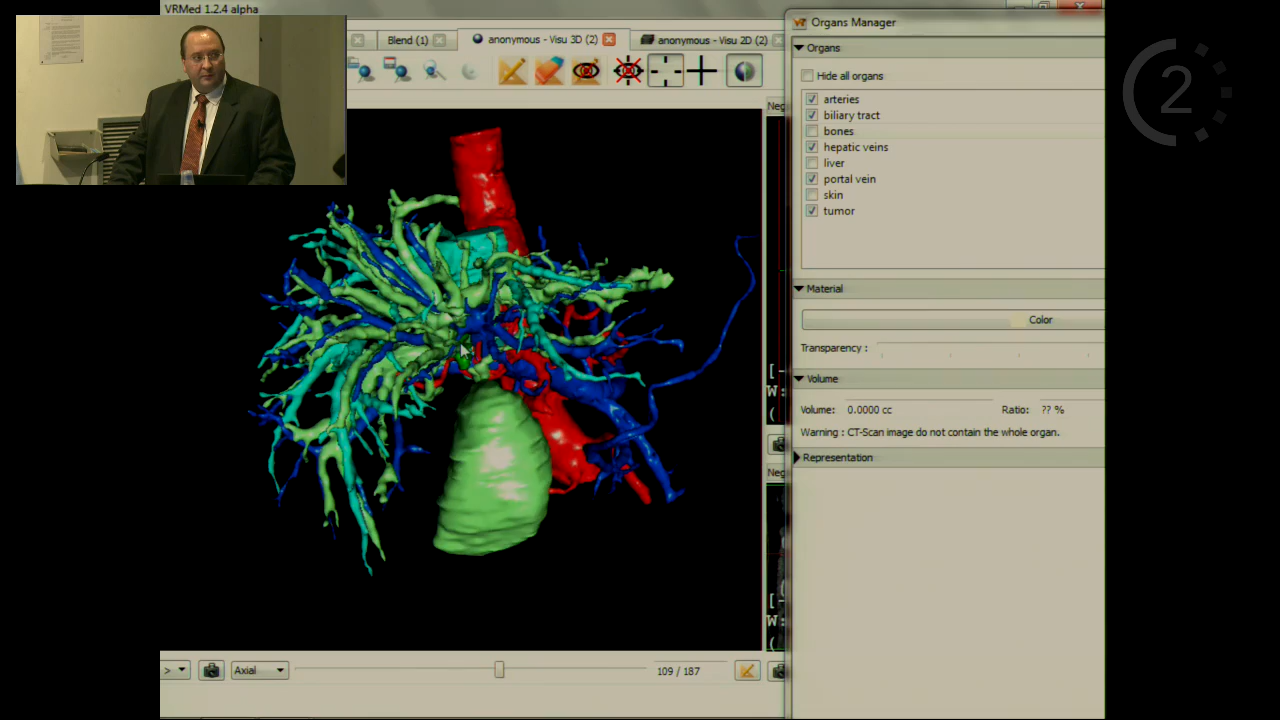 VRMed 1.2.4 alpha
Organs Manager
Blend (1)
anonymous - Visu 3D (2)
anonymous - Visu 2D (2)
Organs
Hide all organs
arteries
biliary tract
bones
hepatic veins
liver
portal vein
skin
tumor
Material
Color
Transparency :
Volume
Volume: 0.0000 cc Ratio: ?? %
Warning : CT-Scan image do not contain the whole organ.
Representation
Axial
109 / 187
2